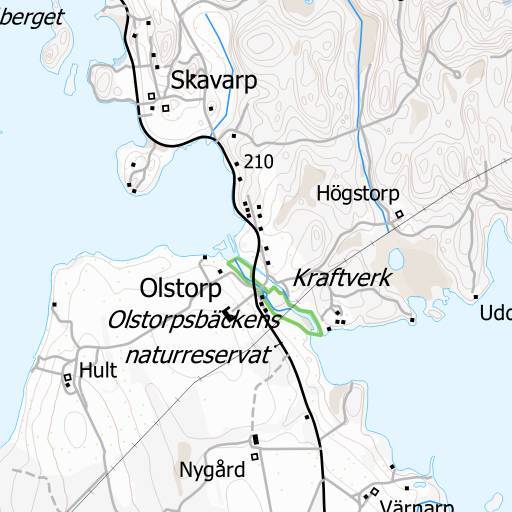 berget
Skavarp
210
Högstorp
Kraftverk
Olstorp
Olstorpsbäckens
naturreservat
Udd
Hult
Nygård
Värnarp